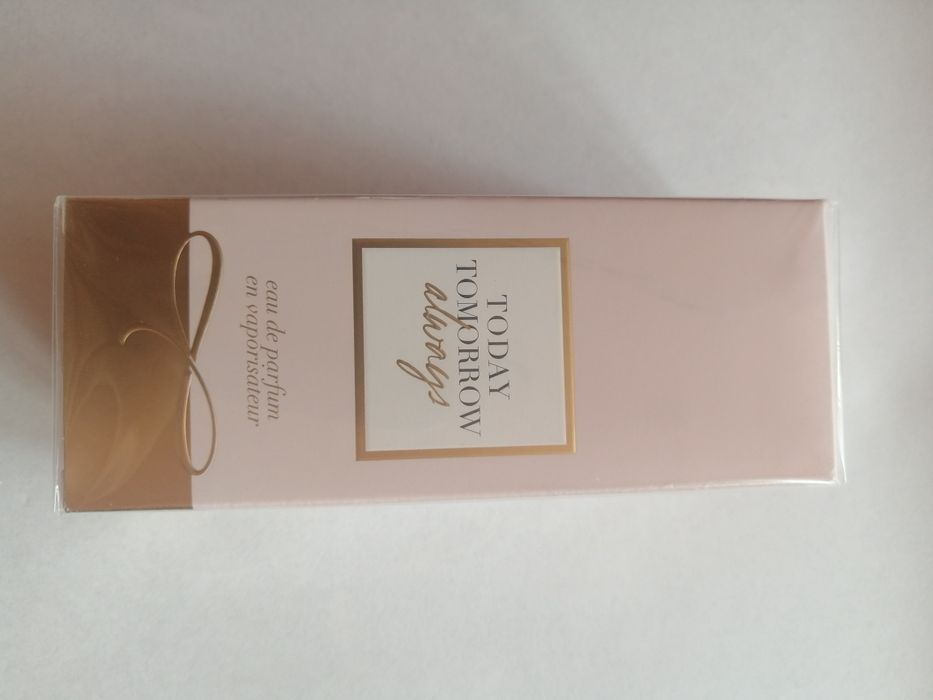 TODAY
TOMORROW
always
eau de parfum
en vaporisateur